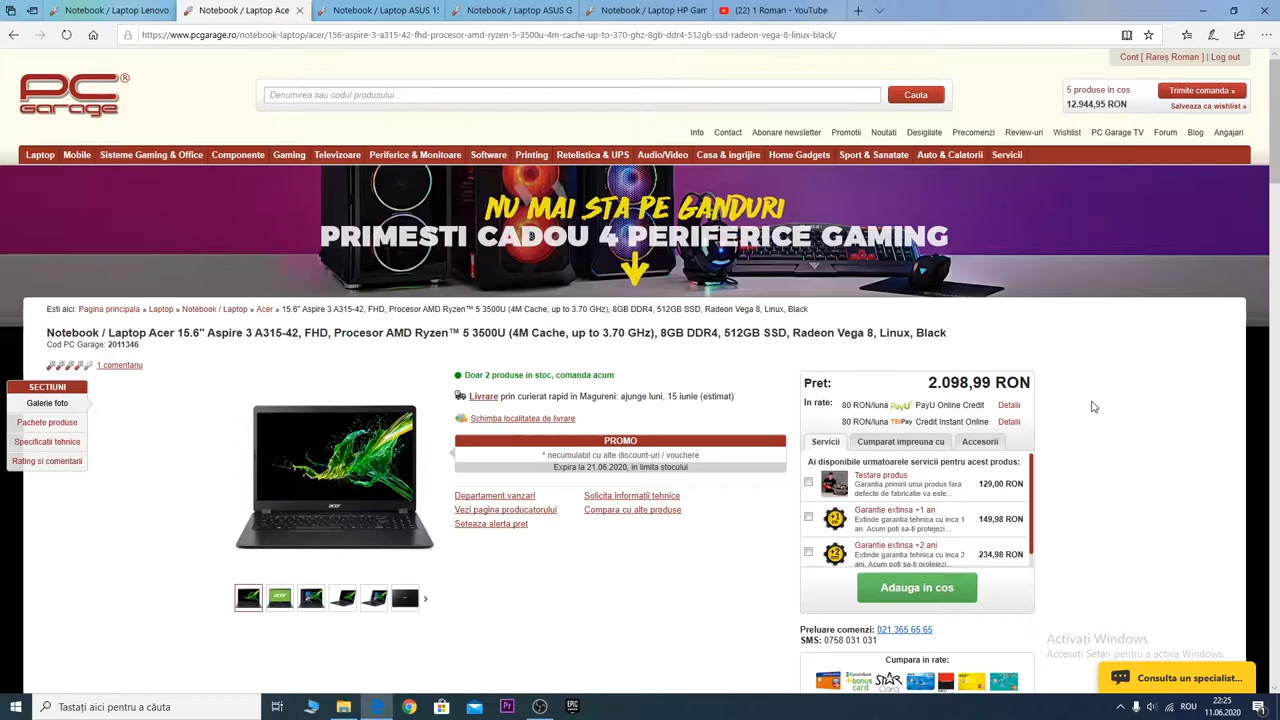 Notebook / Laptop Lenovo
Notebook / Laptop Ace
Notebook / Laptop ASUS 15
Notebook / Laptop ASUS G
Notebook / Laptop HP Gam
(22) 1 Roman - YouTube
https://www.pcgarage.ro/notebook-laptop/acer/156-aspire-3-a315-42-fhd-procesor-amd-ryzen-5-3500u-4m-cache-up-to-370-ghz-8gb-ddr4-512gb-ssd-radeon-vega-8-linux-black/
Cont [ Rareș Roman ] | Log out
PC Garage
Denumirea sau codul produsului...
Cauta
5 produse in cos
12.944,95 RON
Trimite comanda »
Salveaza ca wishlist »
Info Contact Abonare newsletter Promotii Noutati Desigilate Precomenzi Review-uri Wishlist PC Garage TV Forum Blog Angajari
Laptop Mobile Sisteme Gaming & Office Componente Gaming Televizoare Periferice & Monitoare Software Printing Retelistica & UPS Audio/Video Casa & ingrijire Home Gadgets Sport & Sanatate Auto & Calatorii Servicii
NU MAI STA PE GANDURI
PRIMESTI CADOU 4 PERIFERICE GAMING
Esti aici: Pagina principala » Laptop » Notebook / Laptop » Acer » 15.6" Aspire 3 A315-42, FHD, Procesor AMD Ryzen™ 5 3500U (4M Cache, up to 3.70 GHz), 8GB DDR4, 512GB SSD, Radeon Vega 8, Linux, Black
Notebook / Laptop Acer 15.6" Aspire 3 A315-42, FHD, Procesor AMD Ryzen™ 5 3500U (4M Cache, up to 3.70 GHz), 8GB DDR4, 512GB SSD, Radeon Vega 8, Linux, Black
Cod PC Garage: 2011346
1 comentariu
SECTIUNI
Galerie foto
Pachete produse
Specificatii tehnice
Rating si comentarii
acer
acer
Doar 2 produse in stoc, comanda acum
Livrare prin curierat rapid in Magureni: ajunge luni, 15 iunie (estimat)
Schimba localitatea de livrare
PROMO
* necumulabil cu alte discount-uri / vouchere
Expira la 21.06.2020, in limita stocului
Departament vanzari Solicita informatii tehnice
Vezi pagina producatorului Compara cu alte produse
Seteaza alerta pret
Pret: 2.098,99 RON
In rate: 80 RON/luna PayU PayU Online Credit Detalii
80 RON/luna TBI Pay Credit Instant Online Detalii
Servicii Cumparat impreuna cu Accesorii
Ai disponibile urmatoarele servicii pentru acest produs:
Testare produs
Garantia primirii unui produs fara
defecte de fabricatie va este...
129,00 RON
Garantie extinsa +1 an
Extinde garantia tehnica cu inca 1
an. Acum poti sa-ti protejezi...
149,98 RON
Garantie extinsa +2 ani
Extinde garantia tehnica cu inca 2
ani. Acum poti sa-ti protejezi...
234,98 RON
Adauga in cos
Preluare comenzi: 021 365 65 65
SMS: 0758 031 031
Cumpara in rate:
Activați Windows
Accesați Setări pentru a activa Windows.
Consulta un specialist...
Tastați aici pentru a căuta
Pr
EPIC
ROU
22:25
11.06.2020